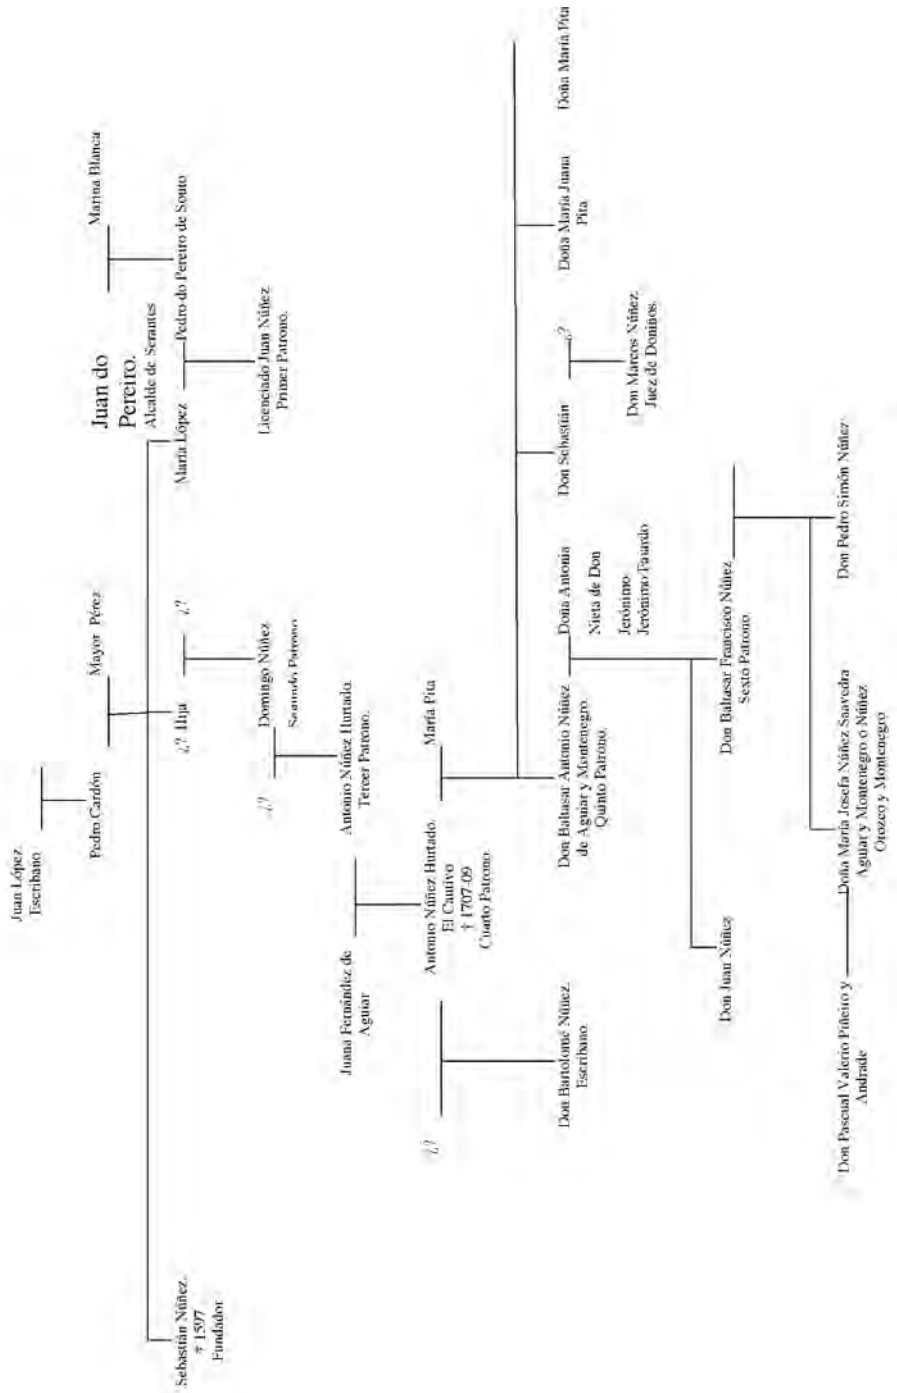 Juan López.
Escribano
Pedro Cardón
Mayor Pérez.
Juan do
Pereiro.
Alcalde de Serantes
Marina Blanca
Sebastián Núñez.
† 1597
Fundador
¿? Hija
¿?
María López
Pedro do Pereiro de Souto
Domingo Núñez
Segundo Patrono
Licenciado Juan Núñez
Primer Patrono.
¿?
Antonio Núñez Hurtado.
Tercer Patrono.
Juana Fernández de
Aguiar
Antonio Núñez Hurtado.
El Cautivo
† 1707-09
Cuarto Patrono.
María Pita
¿?
Don Bartolomé Núñez.
Escribano.
Don Baltasar Antonio Núñez
de Aguiar y Montenegro.
Quinto Patrono.
Doña Antonia
Nieta de Don
Jerónimo
Jerónimo
Don Sebastián
¿?
Doña María Juana
Pita
Doña María Pita
Don Marcos Núñez.
Juez de Doniños.
Don Juan Núñez
Don Baltasar Francisco Núñez
Sexto Patrono.
Don Pascual Valerio Piñeiro y
Andrade
Doña María Josefa Núñez Saavedra
Aguiar y Montenegro ó Núñez
Orozco y Montenegro
Don Pedro Simón Núñez